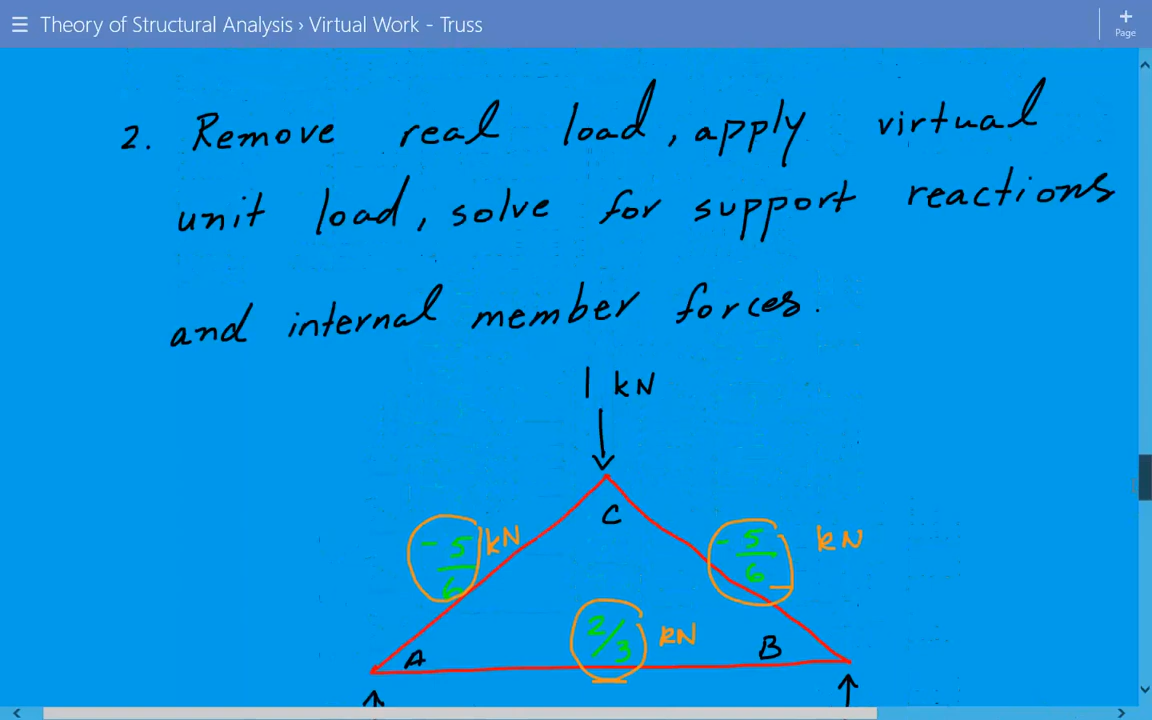 Theory of Structural Analysis › Virtual Work - Truss
Page
2. Remove real load, apply virtual
unit load, solve for support reactions
and internal member forces.
1 kN
C
- 5/6 kN
- 5/6 kN
2/3 kN
A
B